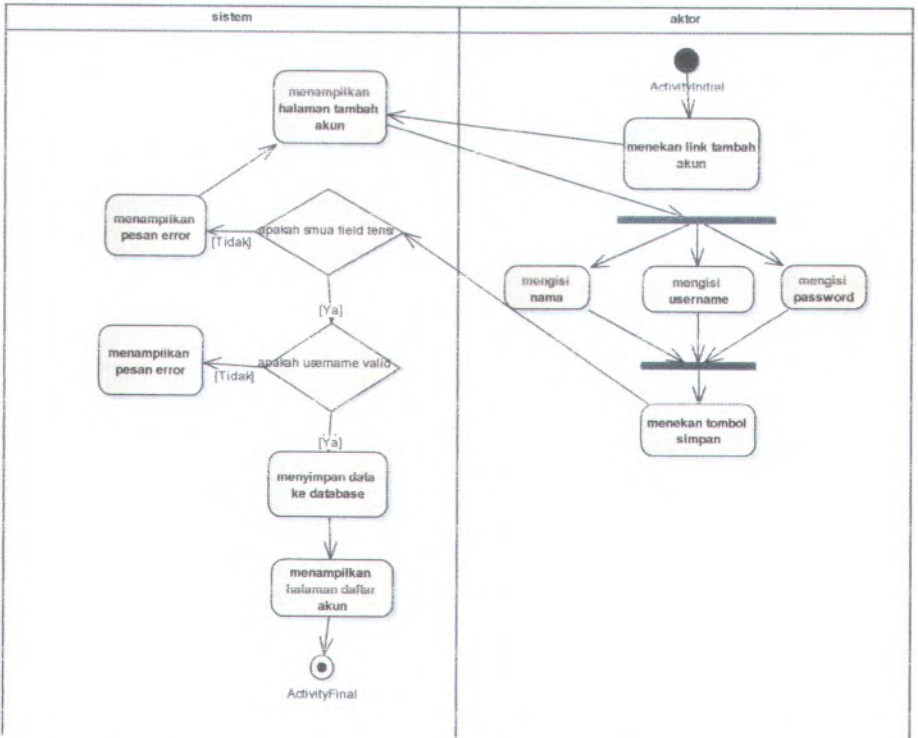 sistem
aktor
ActivityInitial
menekan link tambah
akun
menampilkan
halaman tambah
akun
mengisi
nama
mengisi
username
mengisi
password
menekan tombol
simpan
apakah smua field terisi
[Tidak]
menampilkan
pesan error
[Ya]
apakah username valid
[Tidak]
menampilkan
pesan error
[Ya]
menyimpan data
ke database
menampilkan
halaman daftar
akun
ActivityFinal